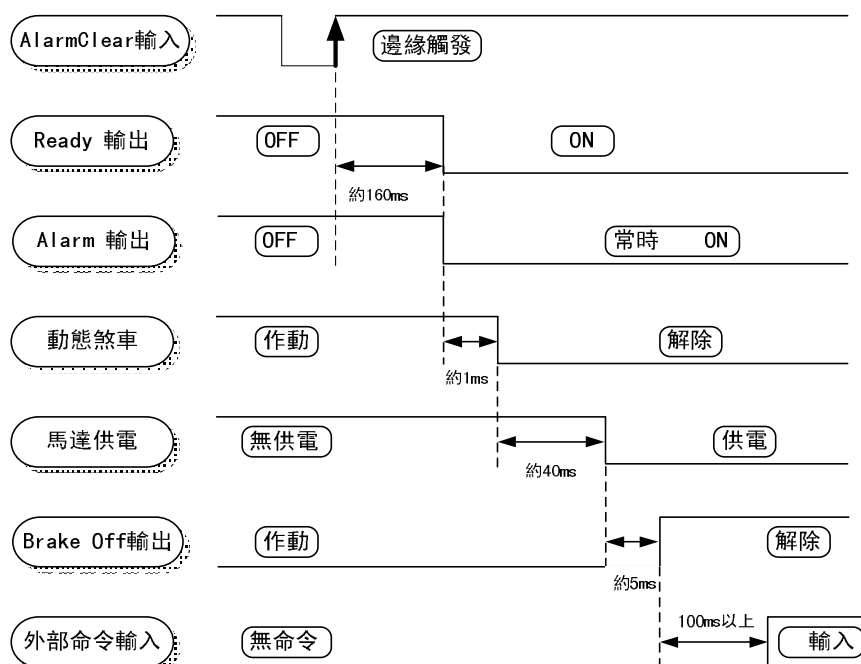 AlarmClear輸入
邊緣觸發
Ready 輸出
OFF
ON
約160ms
Alarm 輸出
OFF
常時 ON
動態煞車
作動
解除
約1ms
馬達供電
無供電
供電
約40ms
Brake Off輸出
作動
解除
約5ms
100ms以上
外部命令輸入
無命令
輸入